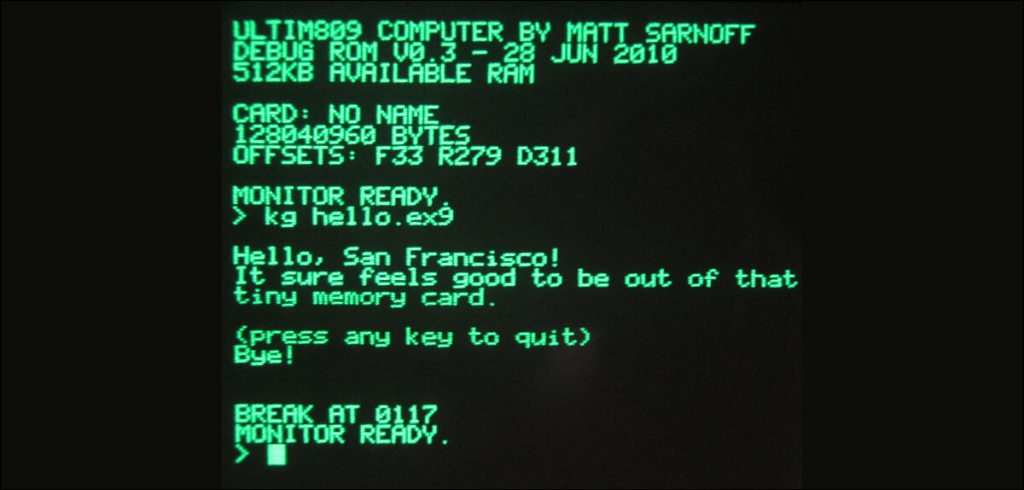 ULTIM809 COMPUTER BY MATT SARNOFF
DEBUG ROM V0.3 - 28 JUN 2010
512KB AVAILABLE RAM
CARD: NO NAME
128040960 BYTES
OFFSETS: F33 R279 D311
MONITOR READY.
> kg hello.ex9
Hello, San Francisco!
It sure feels good to be out of that
tiny memory card.
(press any key to quit)
Bye!
BREAK AT 0117
MONITOR READY.
>